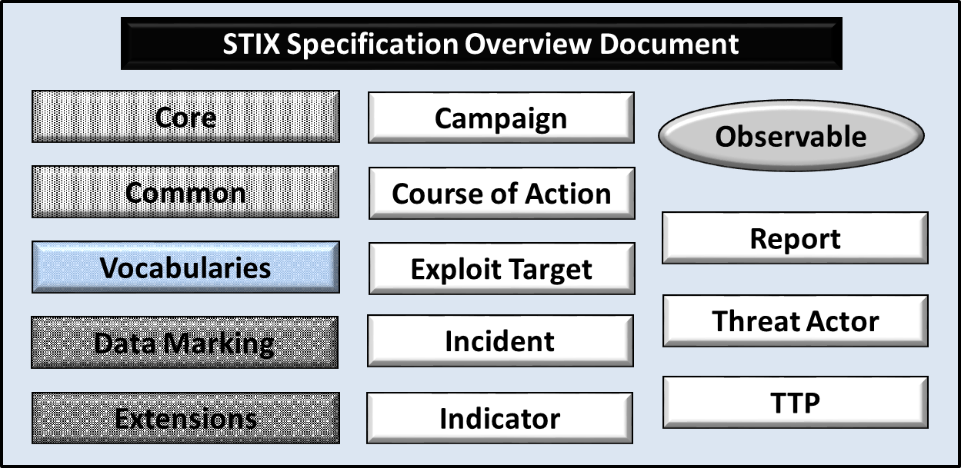 STIX Specification Overview Document
Core
Common
Vocabularies
Data Marking
Extensions
Campaign
Course of Action
Exploit Target
Incident
Indicator
Observable
Report
Threat Actor
TTP